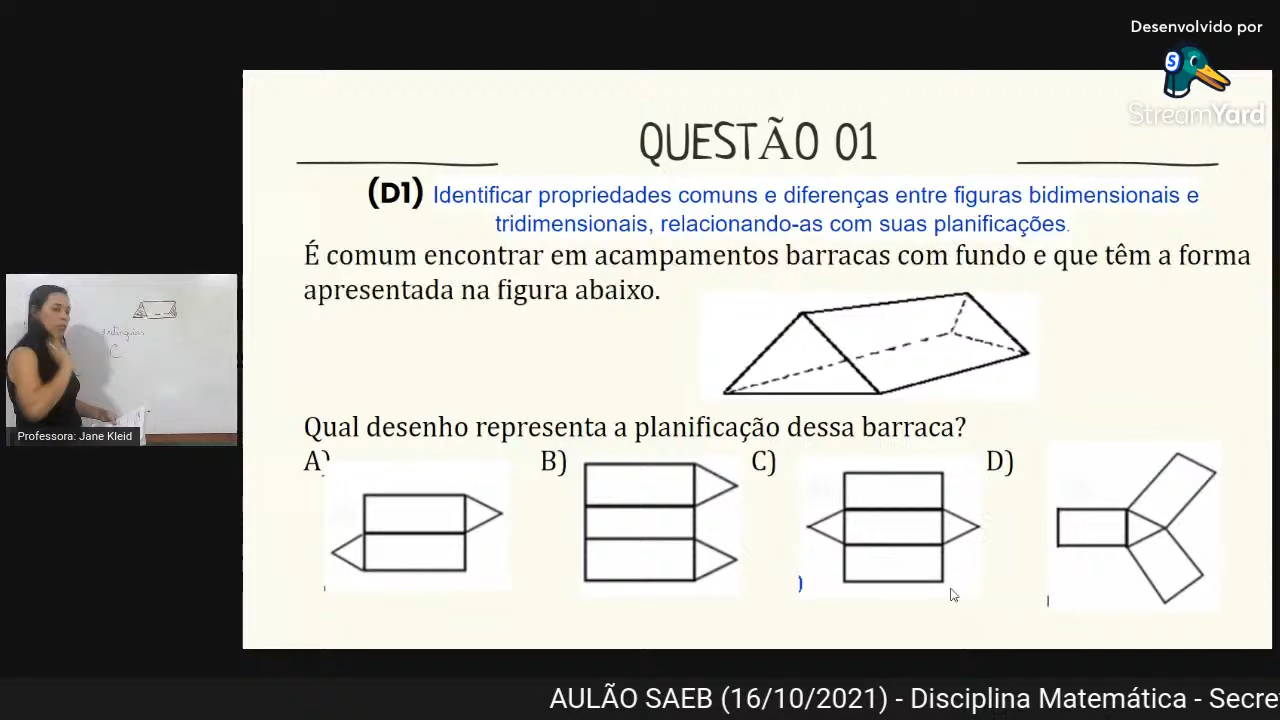 Desenvolvido por
S
StreamYard
QUESTÃO 01
(D1) Identificar propriedades comuns e diferenças entre figuras bidimensionais e
tridimensionais, relacionando-as com suas planificações.
É comum encontrar em acampamentos barracas com fundo e que têm a forma
apresentada na figura abaixo.
Qual desenho representa a planificação dessa barraca?
A) B) C) D)
Professora: Jane Kleid
AULÃO SAEB (16/10/2021) - Disciplina Matemática - Secre